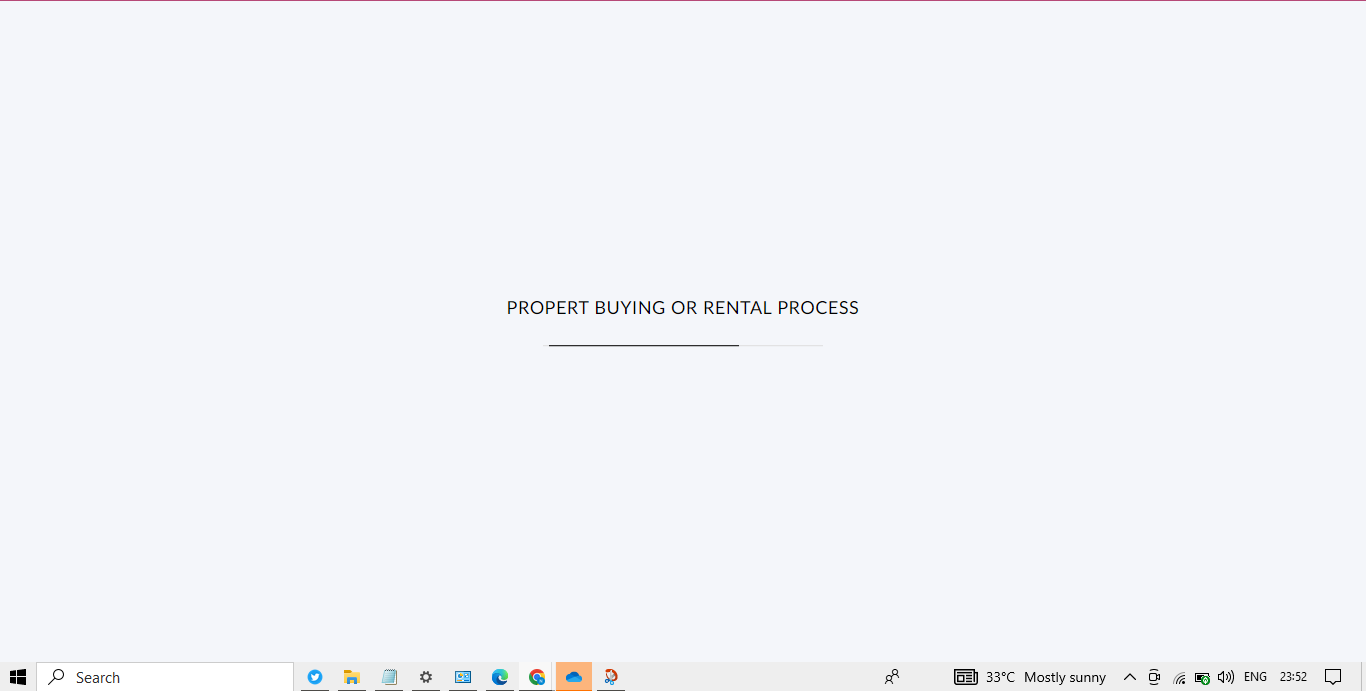 PROPERT BUYING OR RENTAL PROCESS
Search
33°C Mostly sunny
ENG
23:52